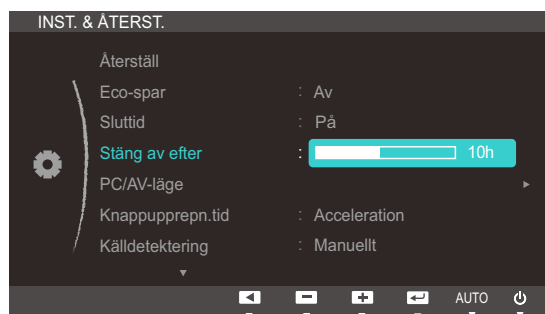 INST. & ÅTERST.
Återställ
Eco-spar : Av
Sluttid : På
Stäng av efter : 10h
PC/AV-läge
Knappupprepn.tid : Acceleration
Källdetektering : Manuellt
AUTO